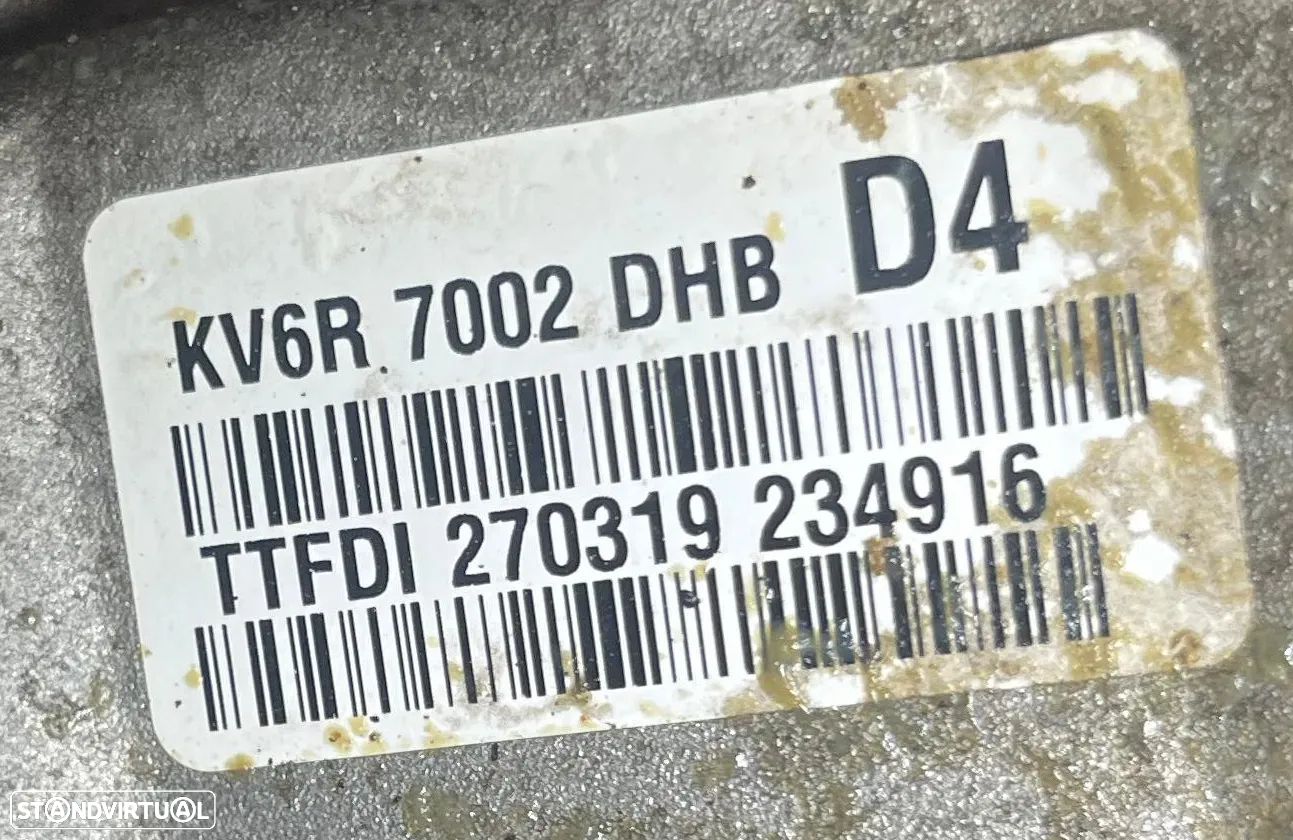 KV6R 7002 DHB D4
TTFDI 270319 234916
STANDVIRTUAL